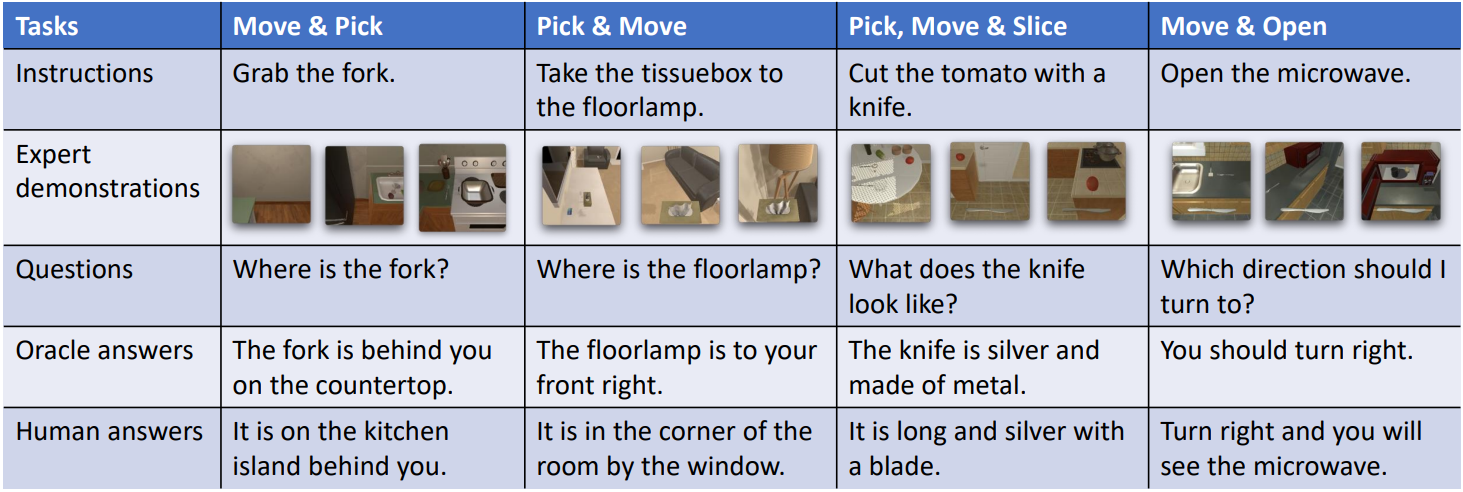 Tasks
Move & Pick
Pick & Move
Pick, Move & Slice
Move & Open
Instructions
Grab the fork.
Take the tissuebox to
the floorlamp.
Cut the tomato with a
knife.
Open the microwave.
Expert
demonstrations
Questions
Where is the fork?
Where is the floorlamp?
What does the knife
look like?
Which direction should I
turn to?
Oracle answers
The fork is behind you
on the countertop.
The floorlamp is to your
front right.
The knife is silver and
made of metal.
You should turn right.
Human answers
It is on the kitchen
island behind you.
It is in the corner of the
room by the window.
It is long and silver with
a blade.
Turn right and you will
see the microwave.